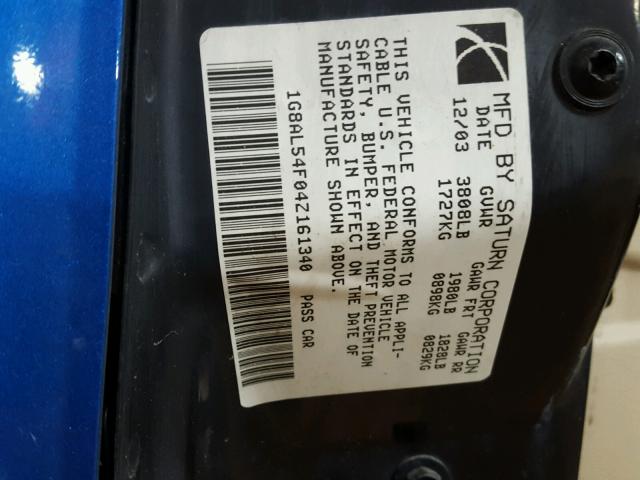 MFD BY SATURN CORPORATION
DATE GVWR GAWR FRT GAWR RR
12/03 3808LB 1980LB 1828LB
1727KG 0898KG 0829KG
THIS VEHICLE CONFORMS TO ALL APPLI-
CABLE U.S. FEDERAL MOTOR VEHICLE
SAFETY, BUMPER, AND THEFT PREVENTION
STANDARDS IN EFFECT ON THE DATE OF
MANUFACTURE SHOWN ABOVE.
1G8AL54F04Z161340 PASS CAR